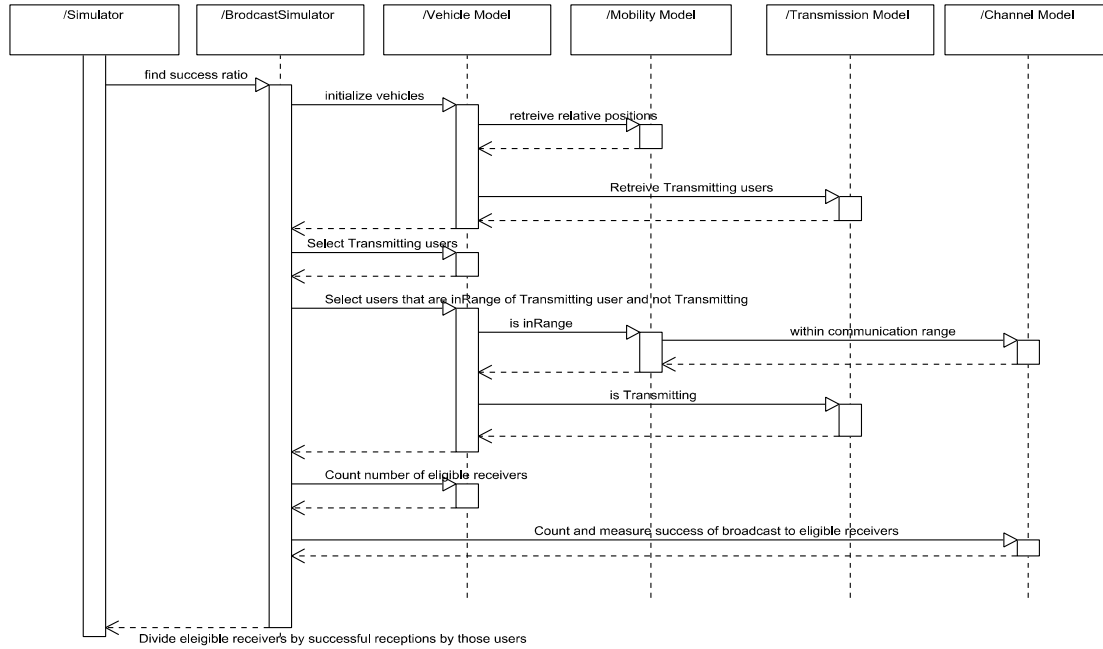 /Simulator
/BrodcastSimulator
/Vehicle Model
/Mobility Model
/Transmission Model
/Channel Model
find success ratio
initialize vehicles
retreive relative positions
Retreive Transmitting users
Select Transmitting users
Select users that are inRange of Transmitting user and not Transmitting
is inRange
within communication range
is Transmitting
Count number of eligible receivers
Count and measure success of broadcast to eligible receivers
Divide eleigible receivers by successful receptions by those users